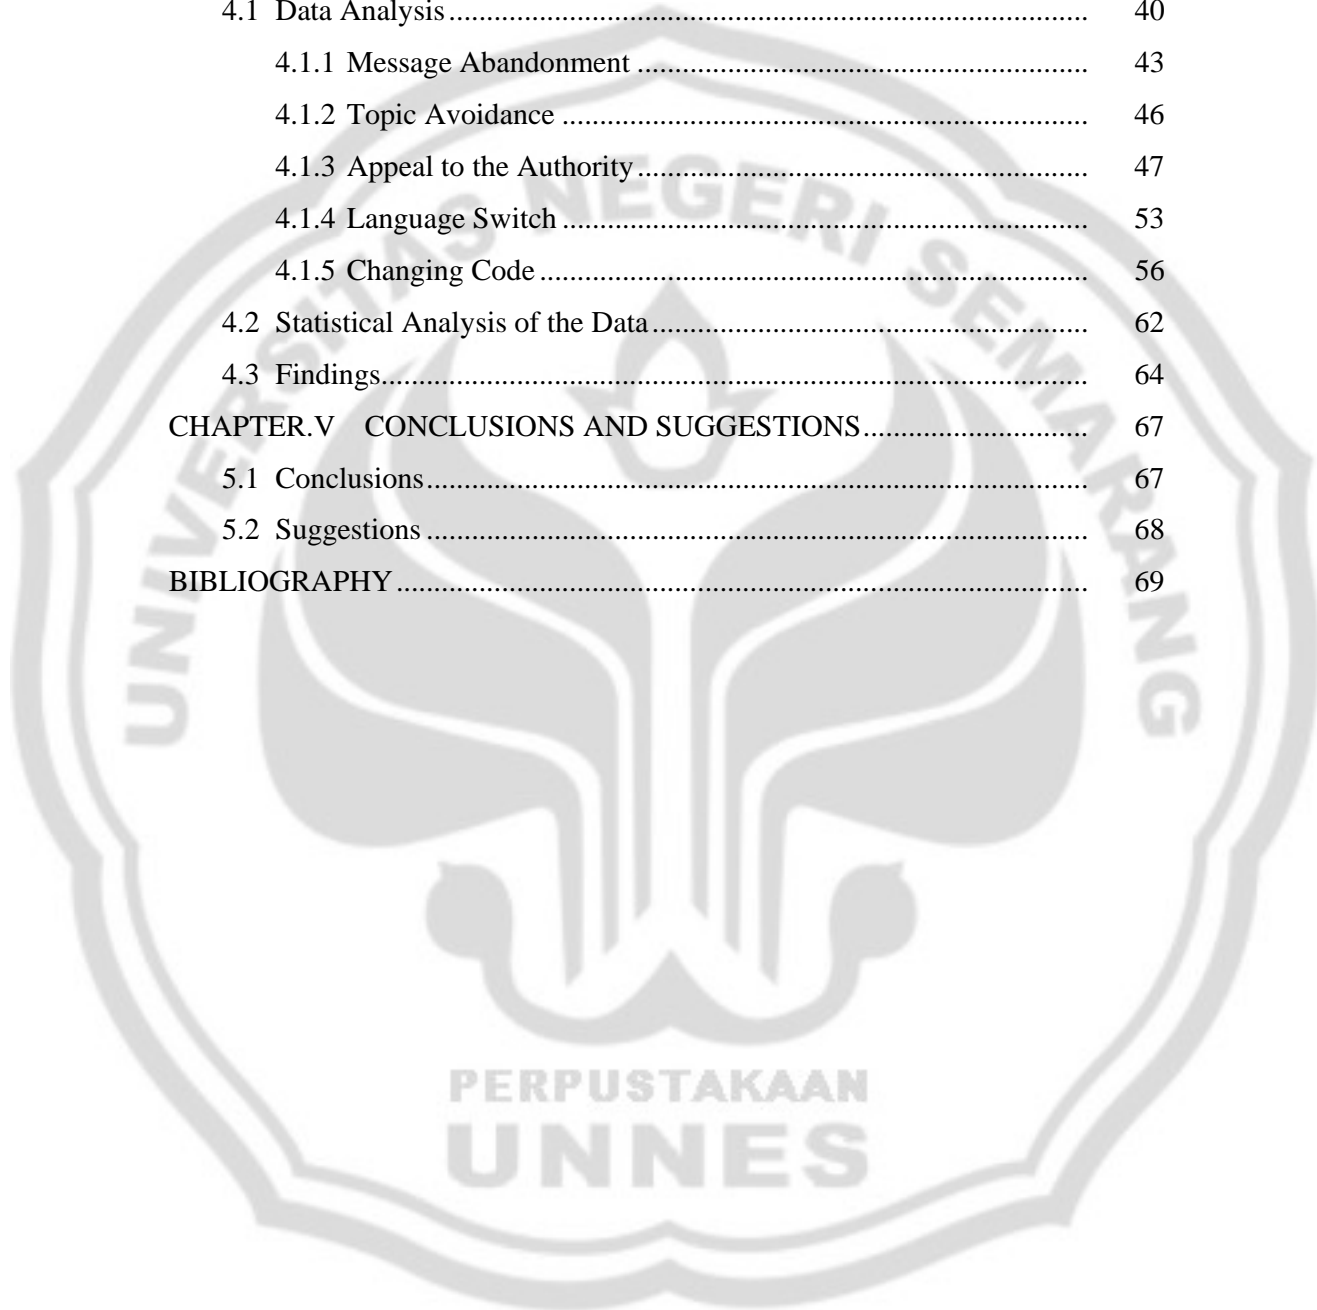 4.1 Data Analysis ................................................................................ 40
4.1.1 Message Abandonment ......................................................... 43
4.1.2 Topic Avoidance .................................................................. 46
4.1.3 Appeal to the Authority ......................................................... 47
4.1.4 Language Switch .................................................................. 53
4.1.5 Changing Code ..................................................................... 56
4.2 Statistical Analysis of the Data ....................................................... 62
4.3 Findings......................................................................................... 64
CHAPTER.V CONCLUSIONS AND SUGGESTIONS ............................ 67
5.1 Conclusions ................................................................................... 67
5.2 Suggestions ................................................................................... 68
BIBLIOGRAPHY ....................................................................................... 69
UNIVERSITAS NEGERI SEMARANG
PERPUSTAKAAN
UNNES